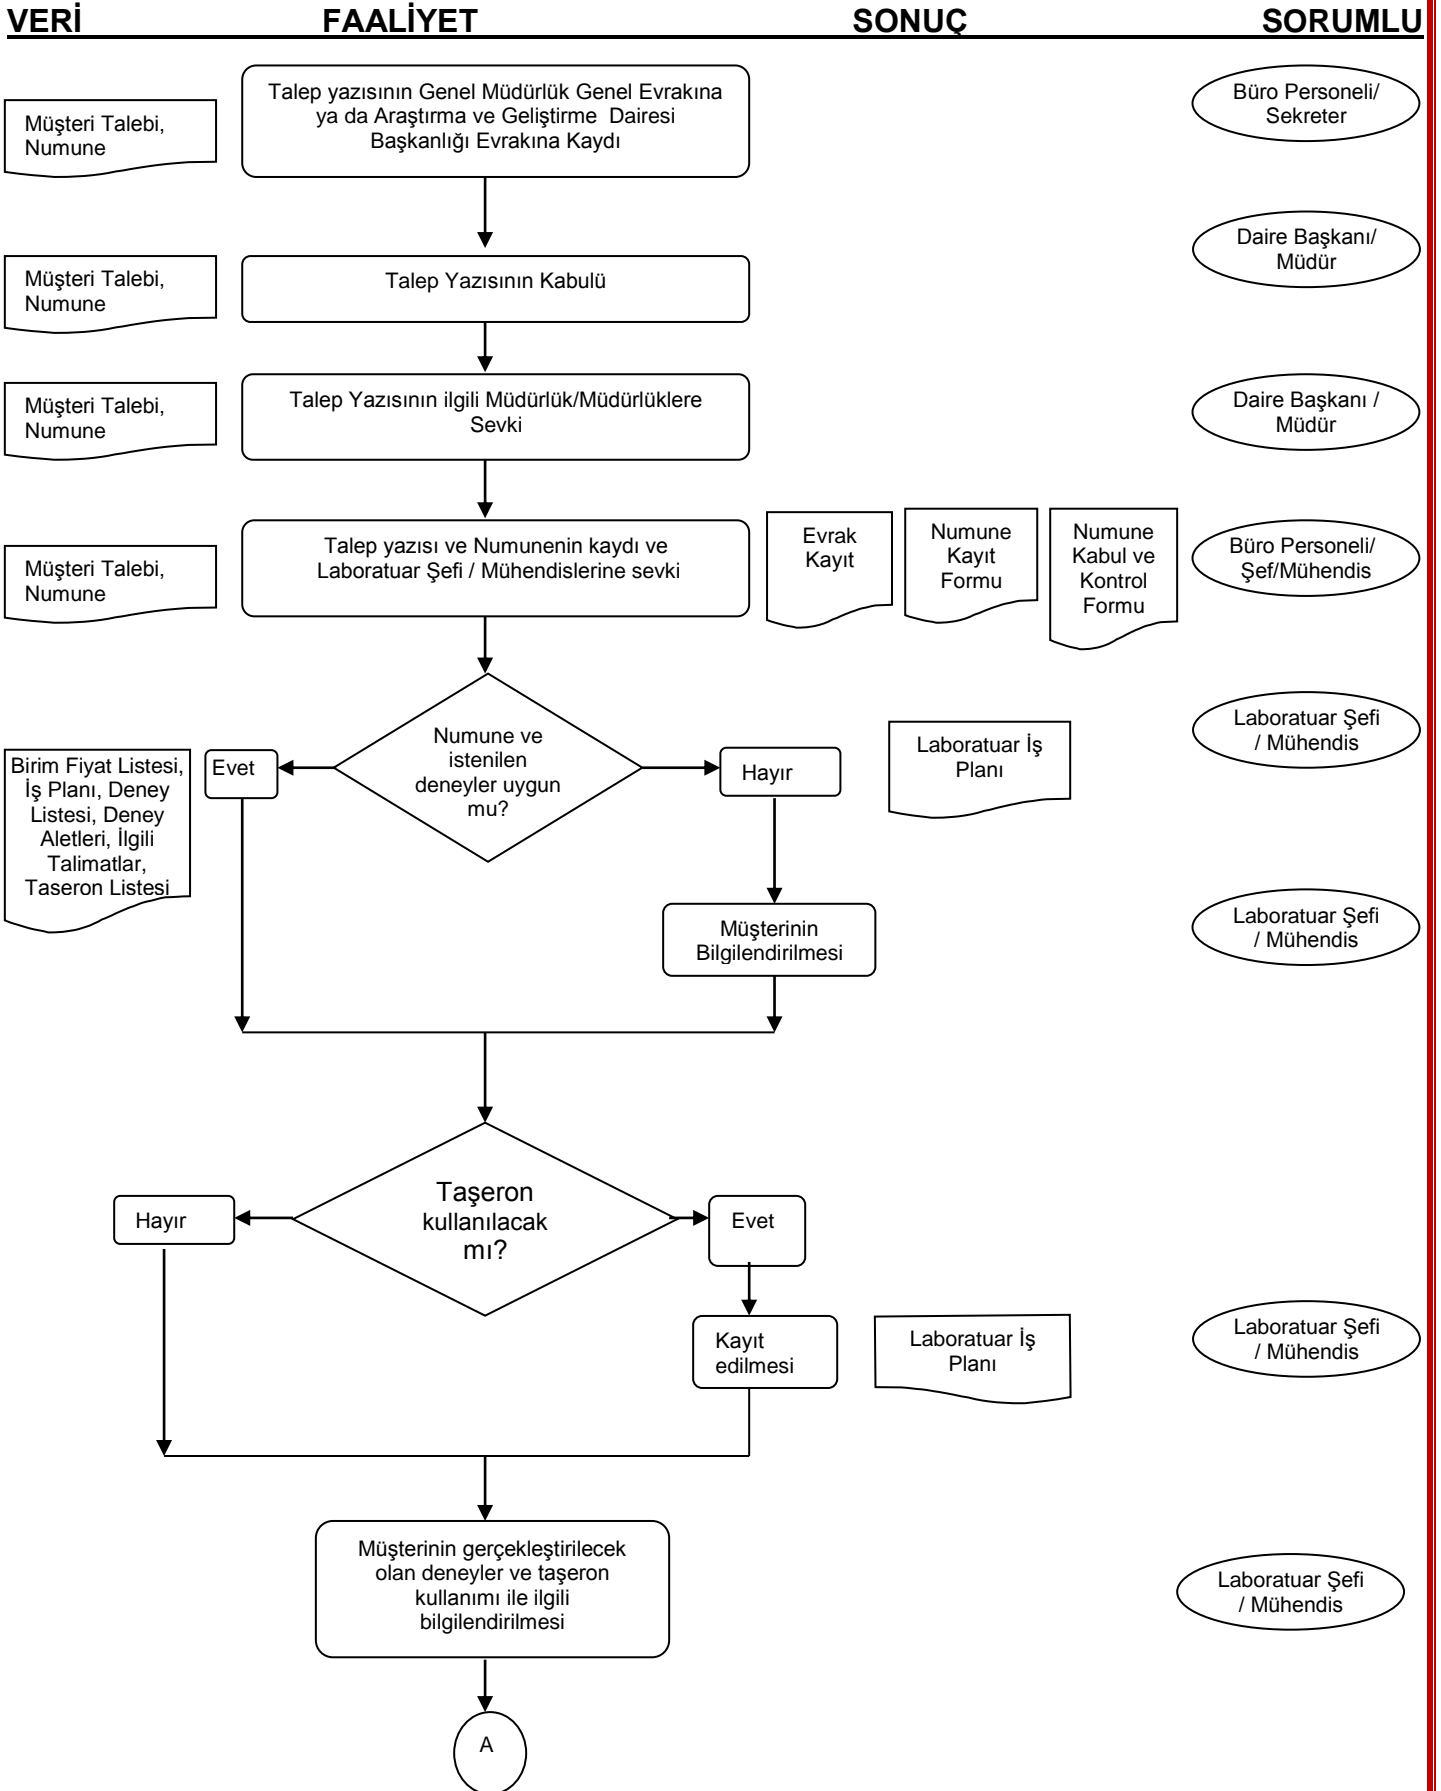 VERİ FAALİYET SONUÇ SORUMLU
Müşteri Talebi,
Numune
Talep yazısının Genel Müdürlük Genel Evrakına
ya da Araştırma ve Geliştirme Dairesi
Başkanlığı Evrakına Kaydı
Büro Personeli/
Sekreter
Müşteri Talebi,
Numune
Talep Yazısının Kabulü
Daire Başkanı/
Müdür
Müşteri Talebi,
Numune
Talep Yazısının ilgili Müdürlük/Müdürlüklere
Sevki
Daire Başkanı /
Müdür
Müşteri Talebi,
Numune
Talep yazısı ve Numunenin kaydı ve
Laboratuar Şefi / Mühendislerine sevki
Evrak
Kayıt
Numune
Kayıt
Formu
Numune
Kabul ve
Kontrol
Formu
Büro Personeli/
Şef/Mühendis
Birim Fiyat Listesi,
İş Planı, Deney
Listesi, Deney
Aletleri, İlgili
Talimatlar,
Taseron Listesi
Evet
Numune ve
istenilen
deneyler uygun
mu?
Hayır
Laboratuar İş
Planı
Laboratuar Şefi
/ Mühendis
Müşterinin
Bilgilendirilmesi
Laboratuar Şefi
/ Mühendis
Hayır
Taşeron
kullanılacak
mı?
Evet
Kayıt
edilmesi
Laboratuar İş
Planı
Laboratuar Şefi
/ Mühendis
Müşterinin gerçekleştirilecek
olan deneyler ve taşeron
kullanımı ile ilgili
bilgilendirilmesi
Laboratuar Şefi
/ Mühendis
A